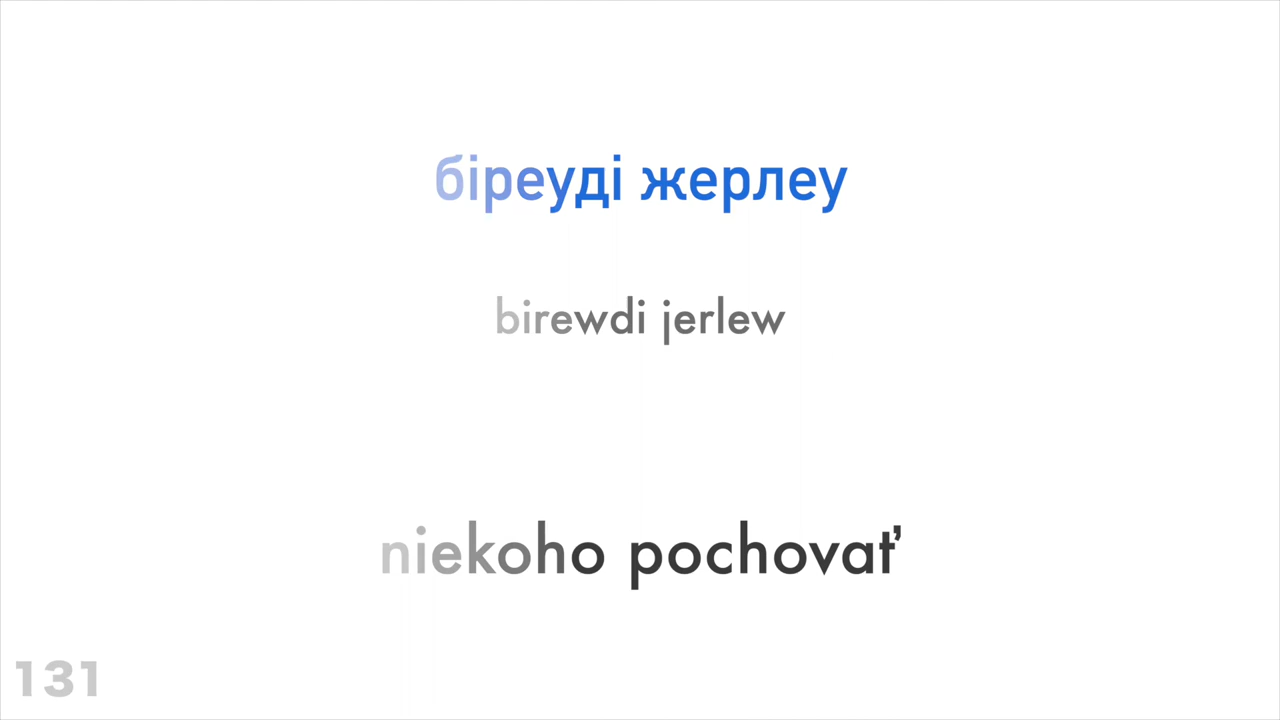 біреуді жерлеу
birewdi jerlew
niekoho pochovať
131